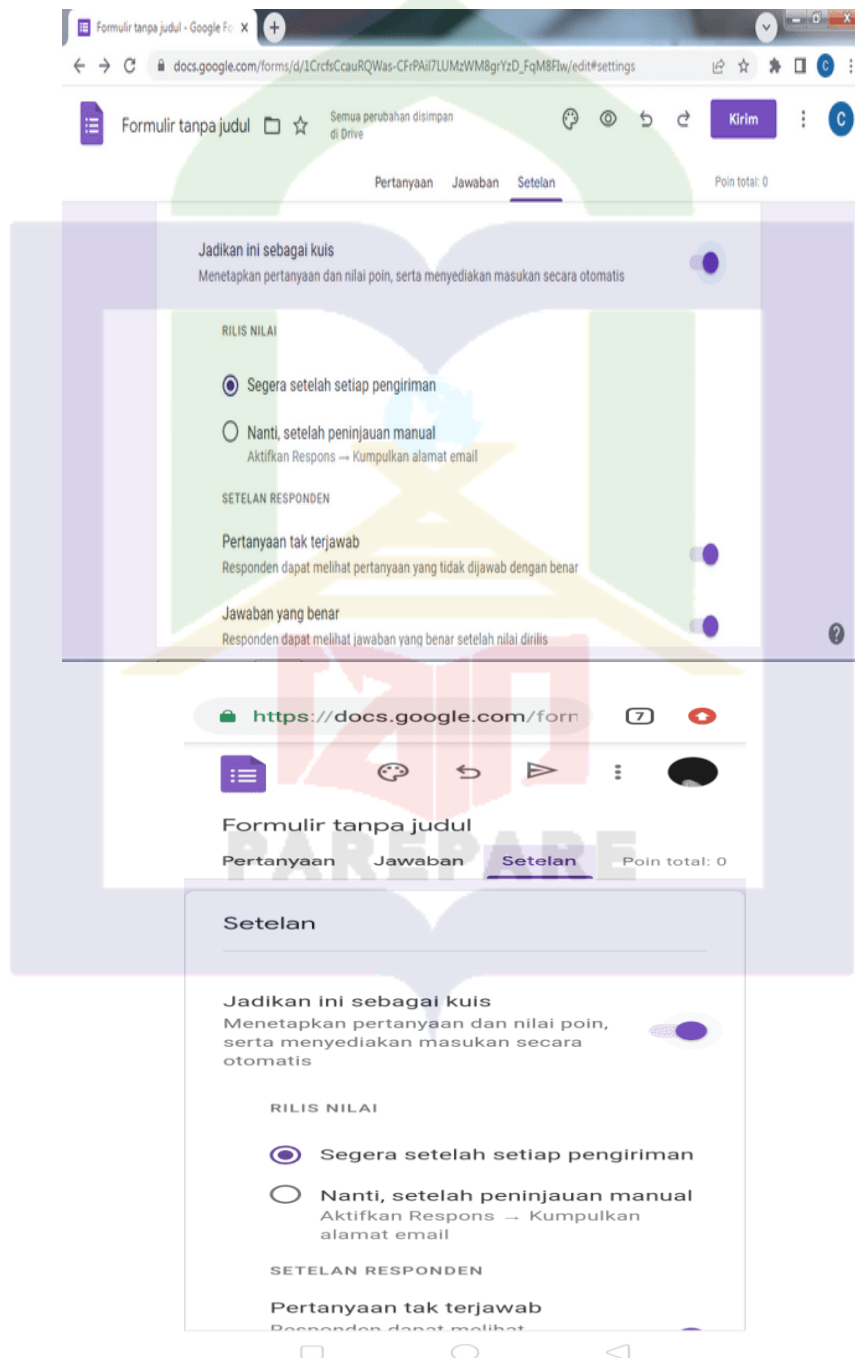 Formulir tanpa judul - Google Fo
docs.google.com/forms/d/1CrcfsCcauRQWas-CFrPAil7LUMzWM8grYzD_FqM8FIw/edit#settings
C
Formulir tanpa judul
Semua perubahan disimpan
di Drive
Kirim
C
Pertanyaan Jawaban Setelan Poin total: 0
Jadikan ini sebagai kuis
Menetapkan pertanyaan dan nilai poin, serta menyediakan masukan secara otomatis
RILIS NILAI
Segera setelah setiap pengiriman
Nanti, setelah peninjauan manual
Aktifkan Respons → Kumpulkan alamat email
SETELAN RESPONDEN
Pertanyaan tak terjawab
Responden dapat melihat pertanyaan yang tidak dijawab dengan benar
Jawaban yang benar
Responden dapat melihat jawaban yang benar setelah nilai dirilis
https://docs.google.com/forn
7
Formulir tanpa judul
PAREPARE
Pertanyaan Jawaban Setelan Poin total: 0
Setelan
Jadikan ini sebagai kuis
Menetapkan pertanyaan dan nilai poin,
serta menyediakan masukan secara
otomatis
RILIS NILAI
Segera setelah setiap pengiriman
Nanti, setelah peninjauan manual
Aktifkan Respons → Kumpulkan
alamat email
SETELAN RESPONDEN
Pertanyaan tak terjawab
Responden dapat melihat